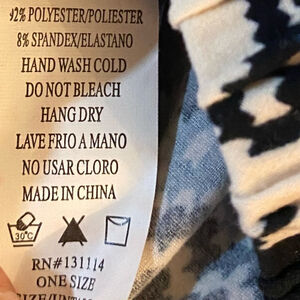 92% POLYESTER/POLIESTER
8% SPANDEX/ELASTANO
HAND WASH COLD
DO NOT BLEACH
HANG DRY
LAVE FRIO A MANO
NO USAR CLORO
MADE IN CHINA
30°C
RN#131114
ONE SIZE